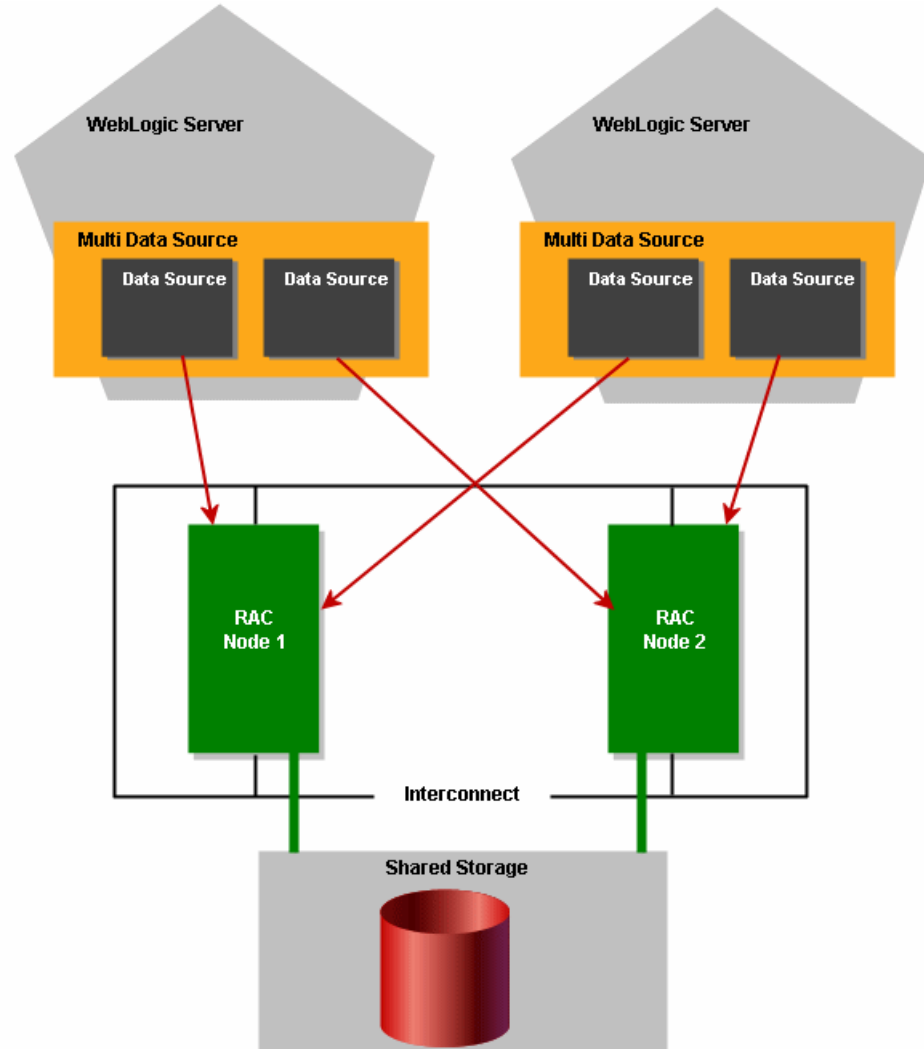 WebLogic Server
WebLogic Server
Multi Data Source
Multi Data Source
Data Source
Data Source
Data Source
Data Source
RAC
Node 1
RAC
Node 2
Interconnect
Shared Storage